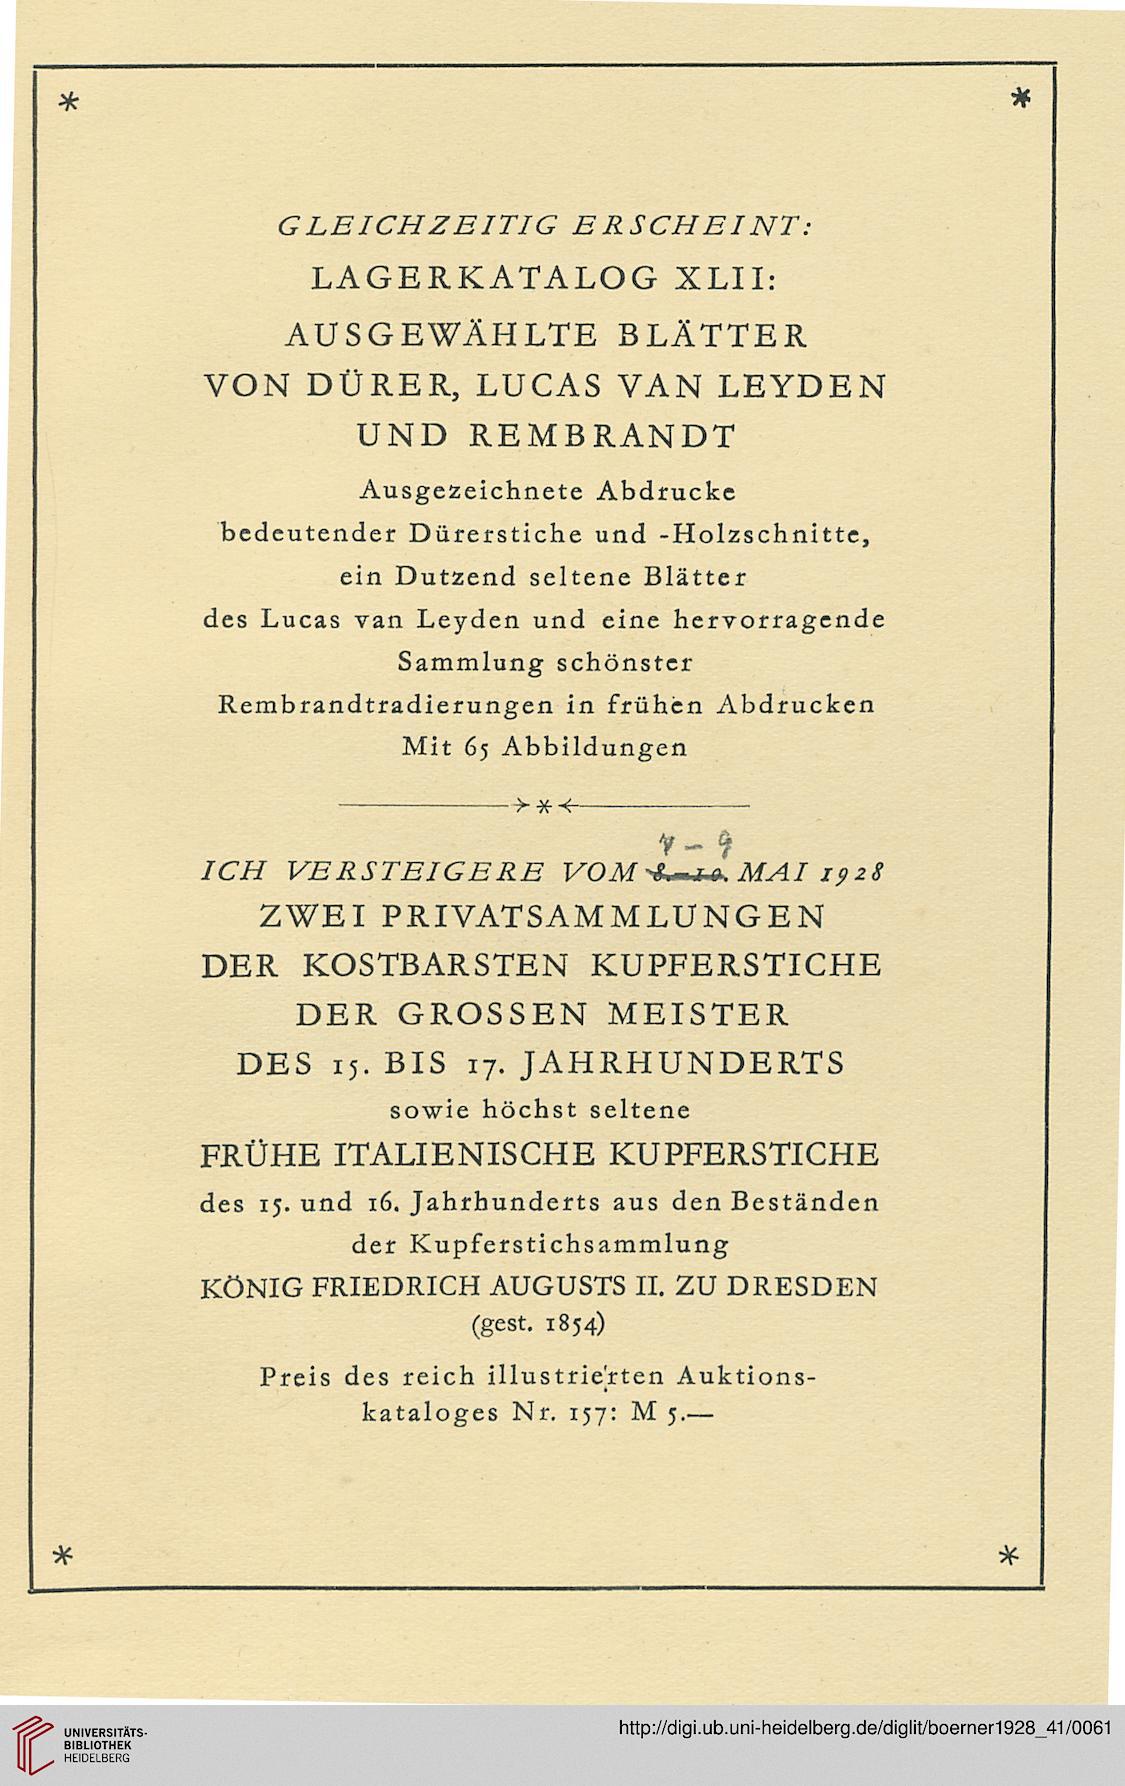 GLEICHZEITIG ERSCHEINT:
LAGERKATALOG XLII:
AUSGEWÄHLTE BLÄTTER
VON DÜRER, LUCAS VAN LEYDEN
UND REMBRANDT
Ausgezeichnete Abdrucke
bedeutender Dürerstiche und -Holzschnitte,
ein Dutzend seltene Blätter
des Lucas van Leyden und eine hervorragende
Sammlung schönster
Rembrandtradierungen in frühen Abdrucken
Mit 65 Abbildungen
ICH VERSTEIGERE VOM 8.–10. MAI 1928
ZWEI PRIVATSAMMLUNGEN
DER KOSTBARSTEN KUPFERSTICHE
DER GROSSEN MEISTER
DES 15. BIS 17. JAHRHUNDERTS
sowie höchst seltene
FRÜHE ITALIENISCHE KUPFERSTICHE
des 15. und 16. Jahrhunderts aus den Beständen
der Kupferstichsammlung
KÖNIG FRIEDRICH AUGUSTS II. ZU DRESDEN
(gest. 1854)
Preis des reich illustrierten Auktions-
kataloges Nr. 157: M 5.—
UNIVERSITÄTS-
BIBLIOTHEK
HEIDELBERG
http://digi.ub.uni-heidelberg.de/diglit/boerner1928_41/0061